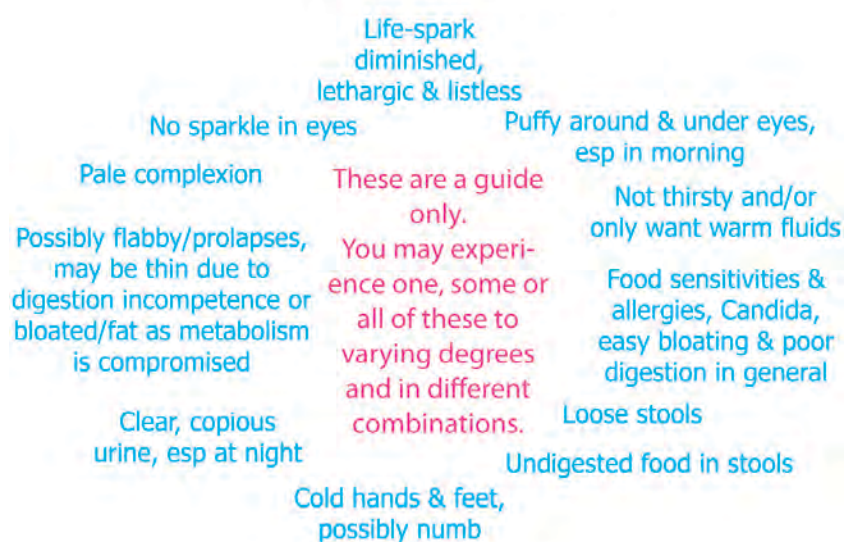 Life-spark
diminished,
lethargic & listless
No sparkle in eyes
Puffy around & under eyes,
esp in morning
Pale complexion
These are a guide
only.
You may experi-
ence one, some or
all of these to
varying degrees
and in different
combinations.
Not thirsty and/or
only want warm fluids
Possibly flabby/prolapses,
may be thin due to
digestion incompetence or
bloated/fat as metabolism
is compromised
Food sensitivities &
allergies, Candida,
easy bloating & poor
digestion in general
Loose stools
Clear, copious
urine, esp at night
Undigested food in stools
Cold hands & feet,
possibly numb